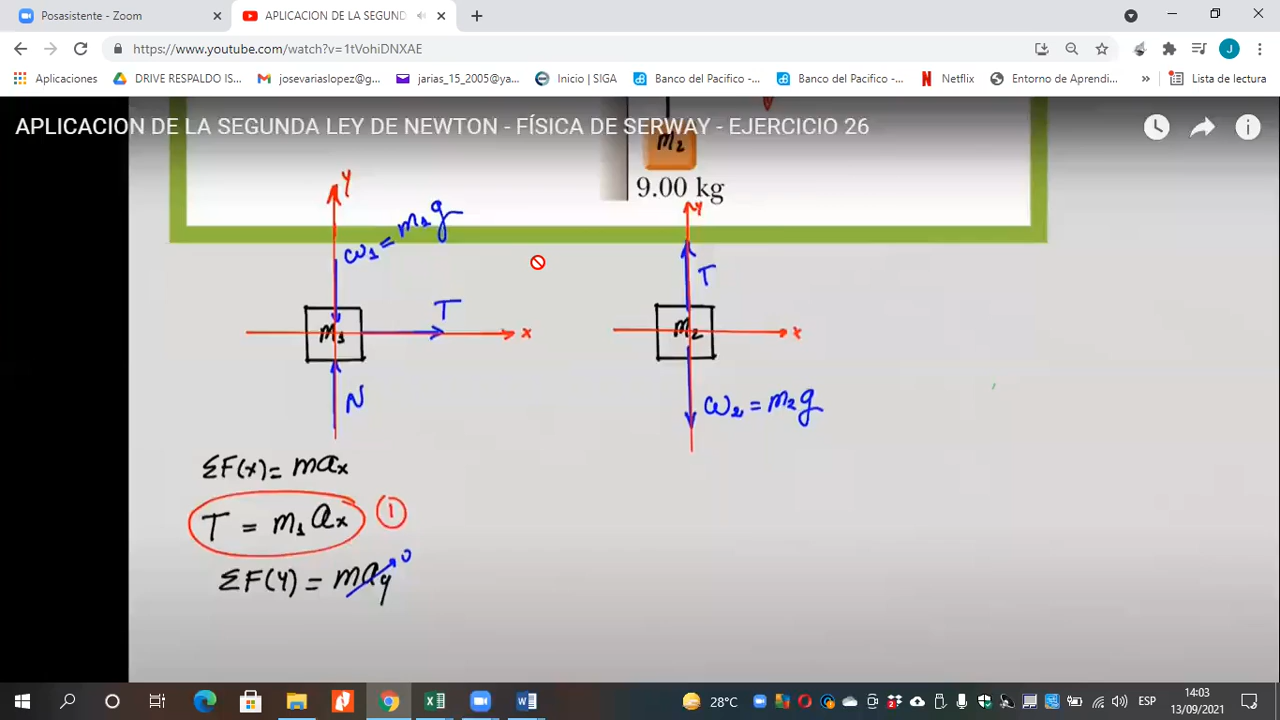 Posasistente - Zoom
APLICACION DE LA SEGUND
https://www.youtube.com/watch?v=1tVohiDNXAE
J
Aplicaciones
DRIVE RESPALDO IS...
josevariaslopez@g...
jarias_15_2005@ya...
Inicio | SIGA
Banco del Pacifico -...
Banco del Pacifico -...
Netflix
Entorno de Aprendi...
»
Lista de lectura
APLICACION DE LA SEGUNDA LEY DE NEWTON - FÍSICA DE SERWAY - EJERCICIO 26
m2
9.00 kg
y
ω1 = m1g
T
m1
x
N
y
T
m2
x
ω2 = m2g
ΣF(x) = max
T = m1ax 1
ΣF(y) = may 0
28°C
ESP
14:03
13/09/2021